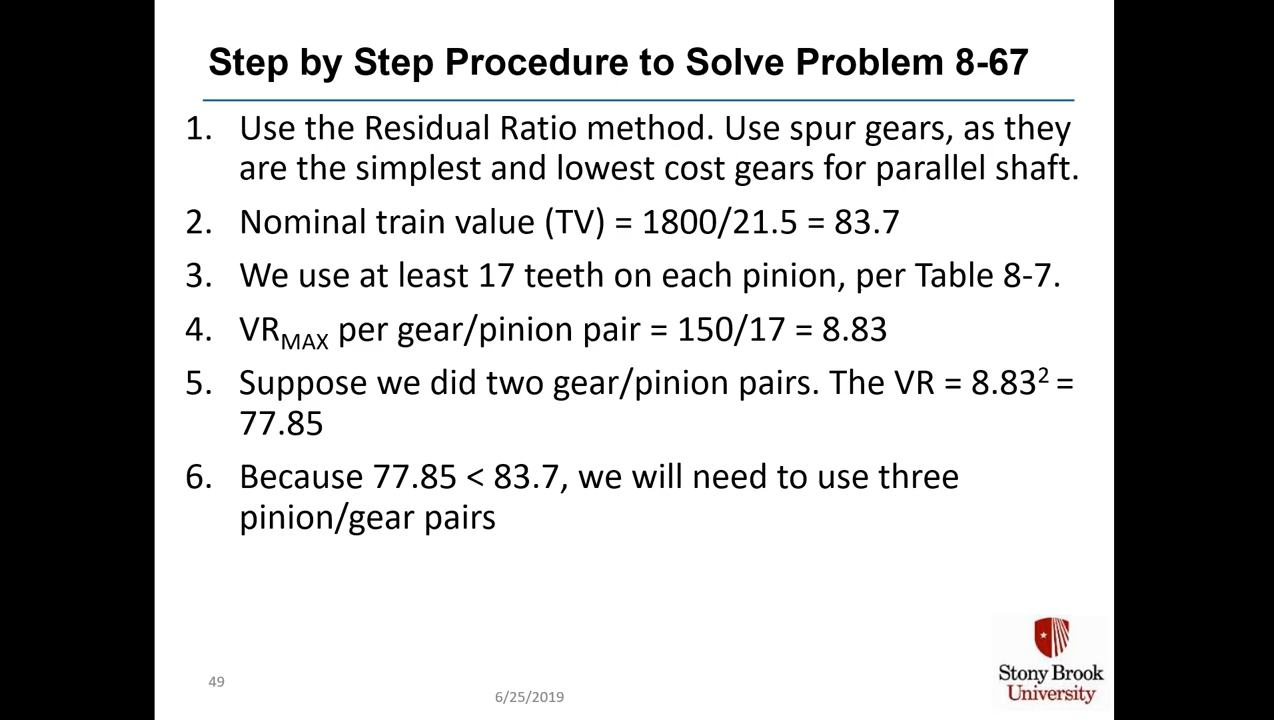 Step by Step Procedure to Solve Problem 8-67
1. Use the Residual Ratio method. Use spur gears, as they
are the simplest and lowest cost gears for parallel shaft.
2. Nominal train value (TV) = 1800/21.5 = 83.7
3. We use at least 17 teeth on each pinion, per Table 8-7.
4. VRMAX per gear/pinion pair = 150/17 = 8.83
5. Suppose we did two gear/pinion pairs. The VR = 8.83² =
77.85
6. Because 77.85 < 83.7, we will need to use three
pinion/gear pairs
49
6/25/2019
Stony Brook
University